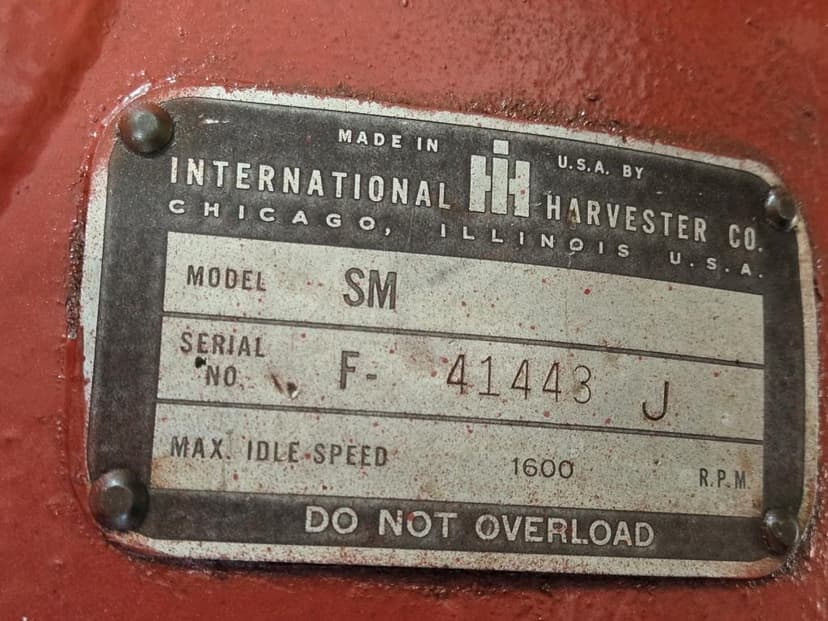 MADE IN IH U.S.A. BY
INTERNATIONAL HARVESTER CO.
CHICAGO, ILLINOIS U.S.A.
MODEL SM
SERIAL
NO. F- 41443 J
MAX. IDLE SPEED 1600 R.P.M.
DO NOT OVERLOAD